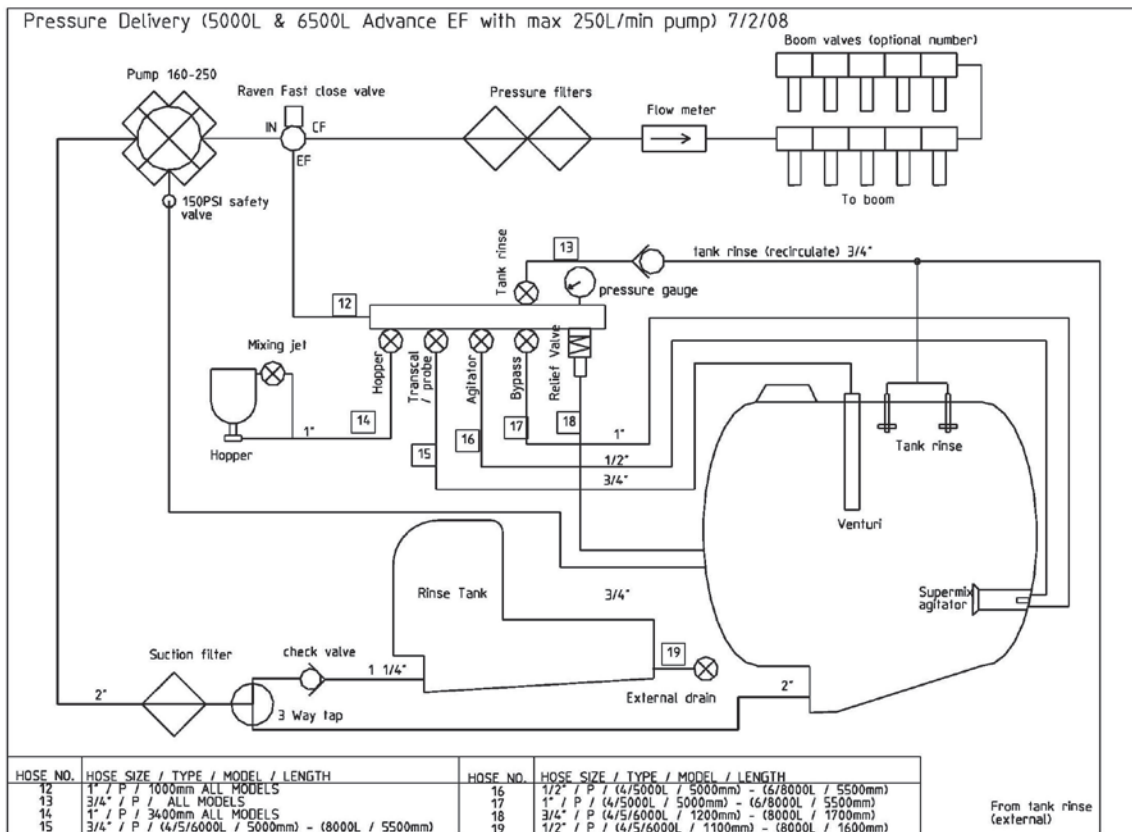 Pressure Delivery (5000L & 6500L Advance EF with max 250L/min pump) 7/2/08
Boom valves (optional number)
Pump 160-250
Raven Fast close valve
Pressure filters
Flow meter
IN
CF
EF
To boom
150PSI safety
valve
Tank rinse
13
tank rinse (recirculate) 3/4"
pressure gauge
12
Mixing jet
Hopper
Transcal
/ probe
Agitator
Bypass
Relief Valve
14
1"
Hopper
15
16
17
18
1"
1/2"
3/4"
Tank rinse
Venturi
Rinse Tank
3/4"
Supermix
agitator
Suction filter
check valve
1 1/4"
19
External drain
2"
3 Way tap
2"
HOSE NO. HOSE SIZE / TYPE / MODEL / LENGTH
12 1" / P / 1000mm ALL MODELS
13 3/4" / P / ALL MODELS
14 1" / P / 3400mm ALL MODELS
15 3/4" / P / (4/5/6000L / 5000mm) - (8000L / 5500mm)
HOSE NO. HOSE SIZE / TYPE / MODEL / LENGTH
16 1/2" / P / (4/5000L / 5000mm) - (6/8000L / 5500mm)
17 1" / P / (4/5000L / 5000mm) - (6/8000L / 5500mm)
18 3/4" / P (4/5/6000L / 1200mm) - (8000L / 1700mm)
19 1/2" / P / (4/5/6000L / 1100mm) - (8000L / 1600mm)
From tank rinse
(external)